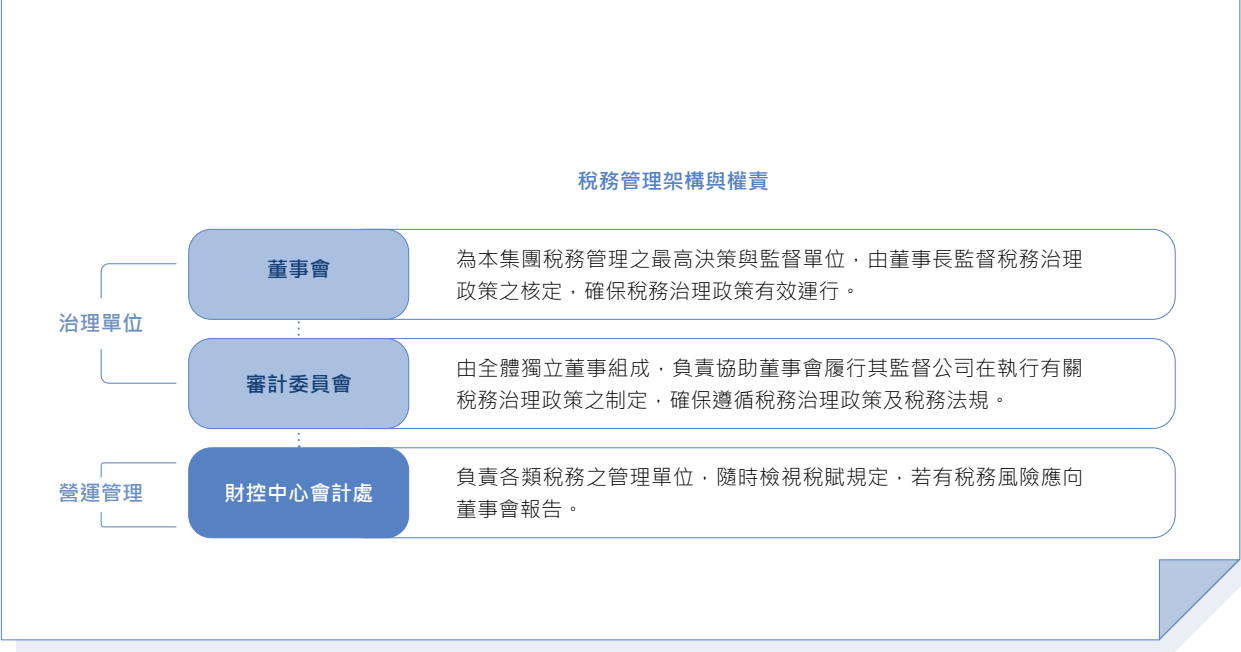 稅務管理架構與權責
治理單位
董事會
為本集團稅務管理之最高決策與監督單位，由董事長監督稅務治理
政策之核定，確保稅務治理政策有效運行。
審計委員會
由全體獨立董事組成，負責協助董事會履行其監督公司在執行有關
稅務治理政策之制定，確保遵循稅務治理政策及稅務法規。
營運管理
財控中心會計處
負責各類稅務之管理單位，隨時檢視稅賦規定，若有稅務風險應向
董事會報告。